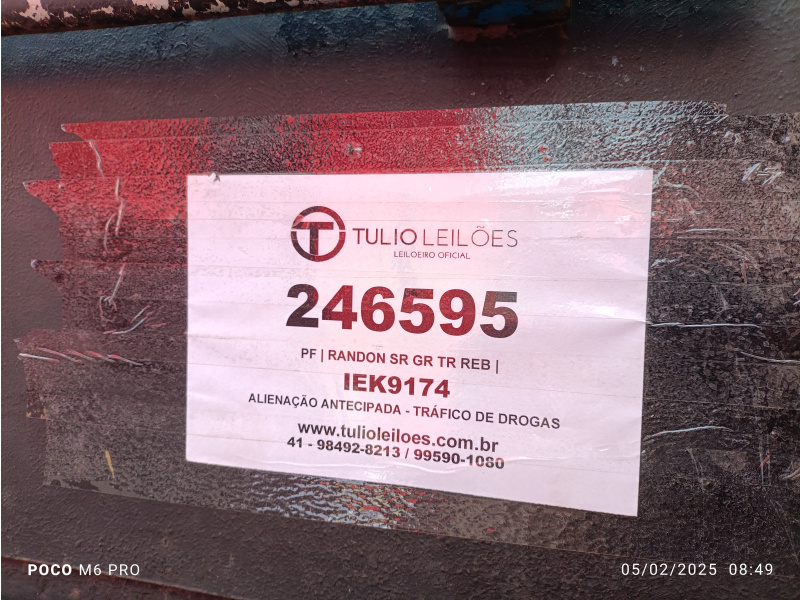 TULIO LEILÕES
LEILOEIRO OFICIAL
246595
PF | RANDON SR GR TR REB |
IEK9174
ALIENAÇÃO ANTECIPADA - TRÁFICO DE DROGAS
www.tulioleiloes.com.br
41 - 98492-8213 / 99590-1080
POCO M6 PRO
05/02/2025 08:49